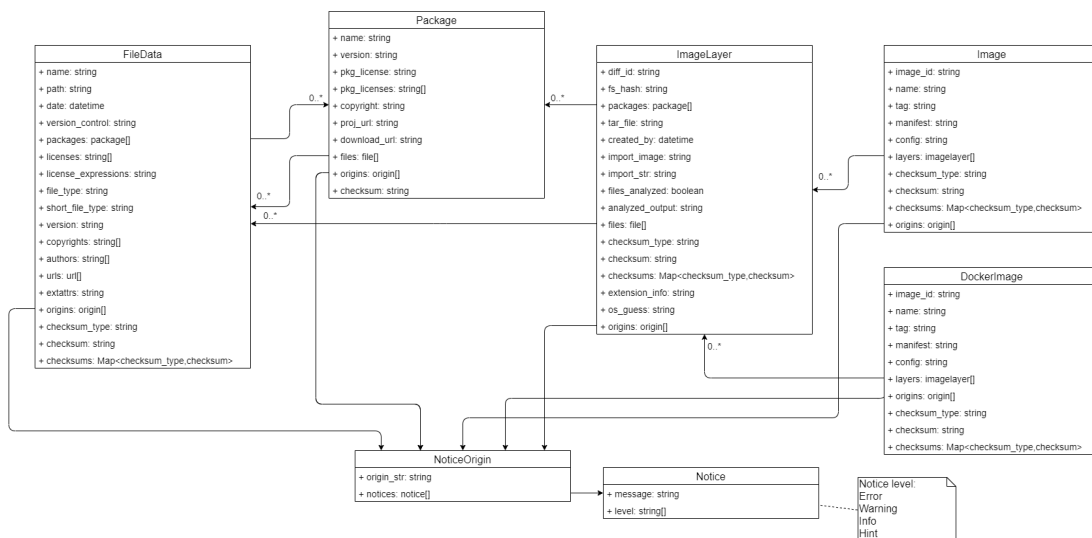 Package
+ name: string
+ version: string
+ pkg_license: string
+ pkg_licenses: string[]
+ copyright: string
+ proj_url: string
+ download_url: string
+ files: file[]
+ origins: origin[]
+ checksum: string
FileData
+ name: string
+ path: string
+ date: datetime
+ version_control: string
+ packages: package[]
+ licenses: string[]
+ license_expressions: string
+ file_type: string
+ short_file_type: string
+ version: string
+ copyrights: string[]
+ authors: string[]
+ urls: url[]
+ extattrs: string
+ origins: origin[]
+ checksum_type: string
+ checksum: string
+ checksums: Map<checksum_type,checksum>
0..*
0..*
0..*
0..*
ImageLayer
+ diff_id: string
+ fs_hash: string
+ packages: package[]
+ tar_file: string
+ created_by: datetime
+ import_image: string
+ import_str: string
+ files_analyzed: boolean
+ analyzed_output: string
+ files: file[]
+ checksum_type: string
+ checksum: string
+ checksums: Map<checksum_type,checksum>
+ extension_info: string
+ os_guess: string
+ origins: origin[]
0..*
0..*
Image
+ image_id: string
+ name: string
+ tag: string
+ manifest: string
+ config: string
+ layers: imagelayer[]
+ checksum_type: string
+ checksum: string
+ checksums: Map<checksum_type,checksum>
+ origins: origin[]
DockerImage
+ image_id: string
+ name: string
+ tag: string
+ manifest: string
+ config: string
+ layers: imagelayer[]
+ origins: origin[]
+ checksum_type: string
+ checksum: string
+ checksums: Map<checksum_type,checksum>
NoticeOrigin
+ origin_str: string
+ notices: notice[]
Notice
+ message: string
+ level: string[]
Notice level:
Error
Warning
Info
Hint